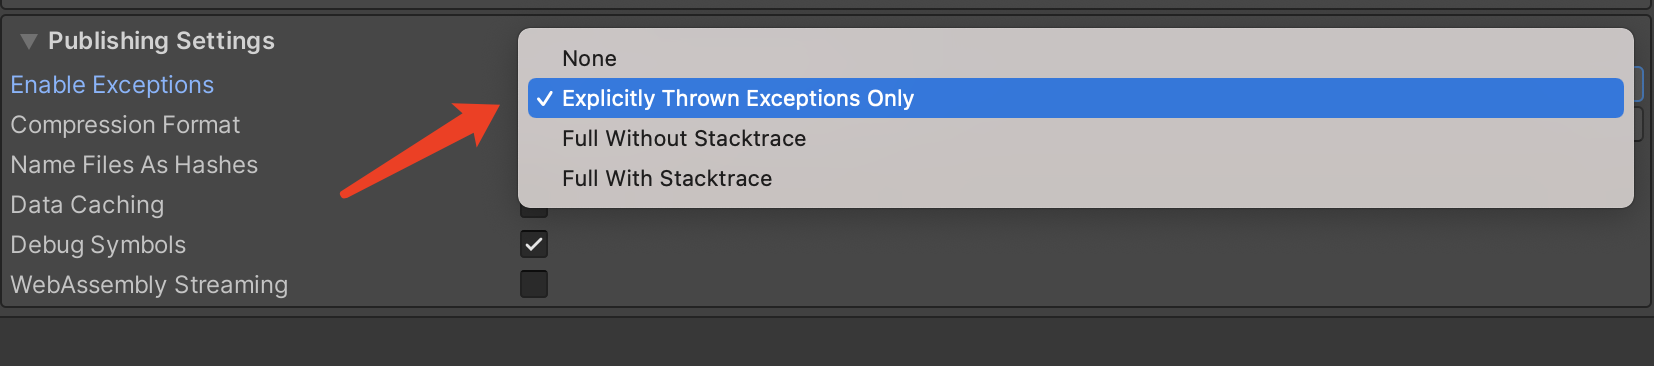 Publishing Settings
None
Enable Exceptions
Explicitly Thrown Exceptions Only
Compression Format
Full Without Stacktrace
Name Files As Hashes
Full With Stacktrace
Data Caching
Debug Symbols
WebAssembly Streaming